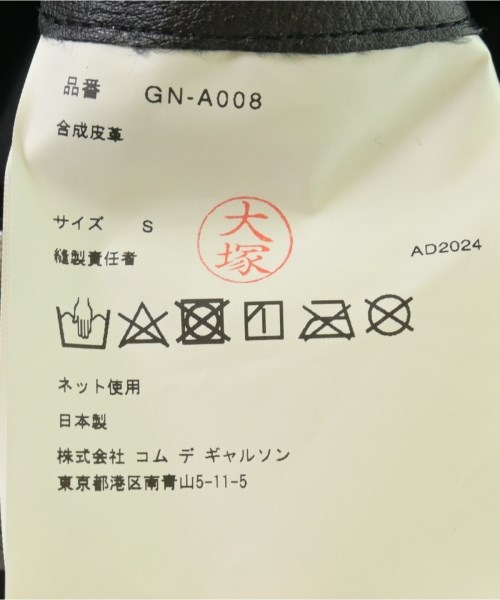 品番 GN-A008
合成皮革
サイズ S
縫製責任者
大塚
AD2024
ネット使用
日本製
株式会社 コム デ ギャルソン
東京都港区南青山5-11-5